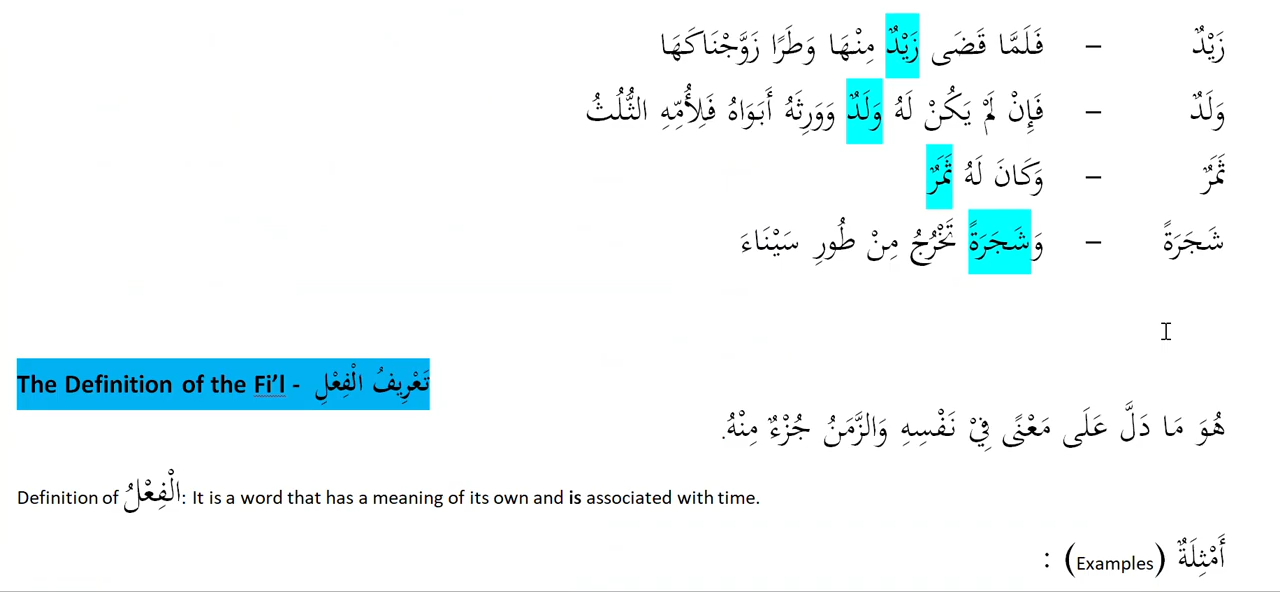 زَيْدٌ – فَلَمَّا قَضَى زَيْدٌ مِنْهَا وَطَرًا زَوَّجْنَاكَهَا
وَلَدٌ – فَإِنْ لَمْ يَكُنْ لَهُ وَلَدٌ وَوَرِثَهُ أَبَوَاهُ فَلِأُمِّهِ الثُّلُثُ
ثَمَرٌ – وَكَانَ لَهُ ثَمَرٌ
شَجَرَةً – وَشَجَرَةً تَخْرُجُ مِنْ طُورِ سَيْنَاءَ
The Definition of the Fi’l - تَعْرِيفُ الْفِعْلِ
هُوَ مَا دَلَّ عَلَى مَعْنًى فِيْ نَفْسِهِ وَالزَّمَنُ جُزْءٌ مِنْهُ.
Definition of الْفِعْلُ: It is a word that has a meaning of its own and is associated with time.
أَمْثِلَةٌ (Examples) :